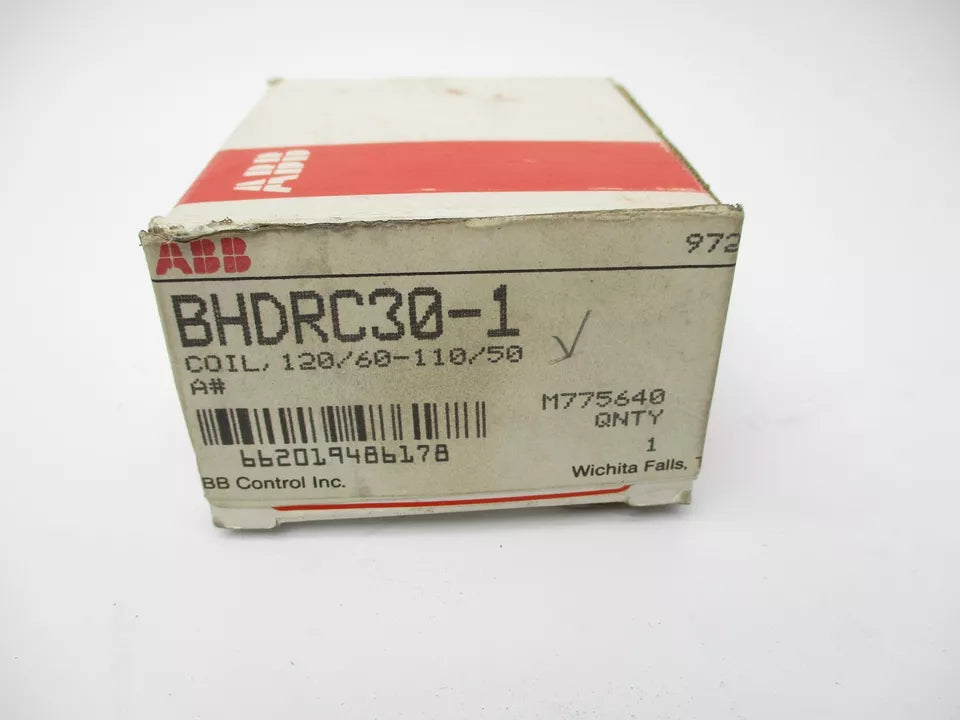 ABB
ABB
972
BHDRC30-1
COIL, 120/60-110/50
A#
M775640
QNTY
1
662019486178
BB Control Inc.
Wichita Falls, T